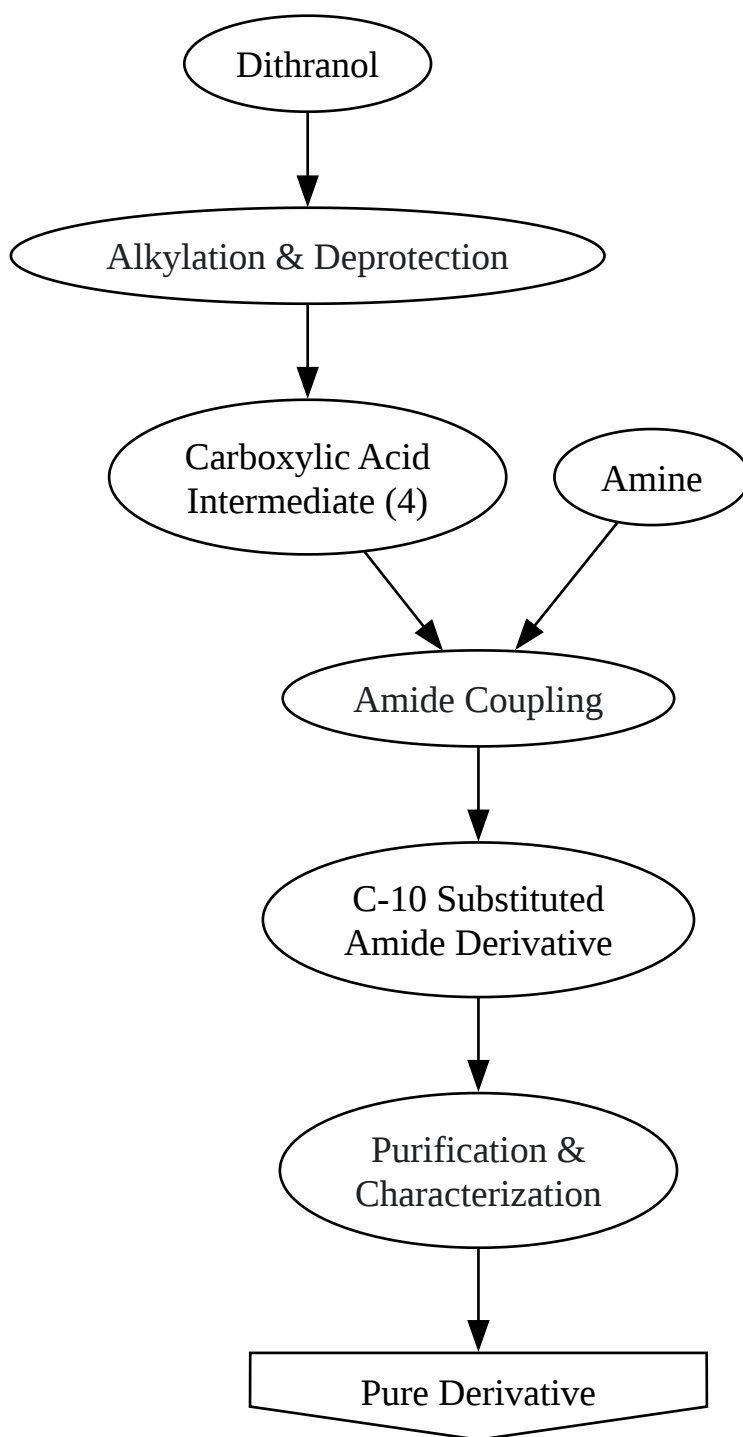 Dithranol
Alkylation & Deprotection
Carboxylic Acid
Intermediate (4)
Amine
Amide Coupling
C-10 Substituted
Amide Derivative
Purification &
Characterization
Pure Derivative